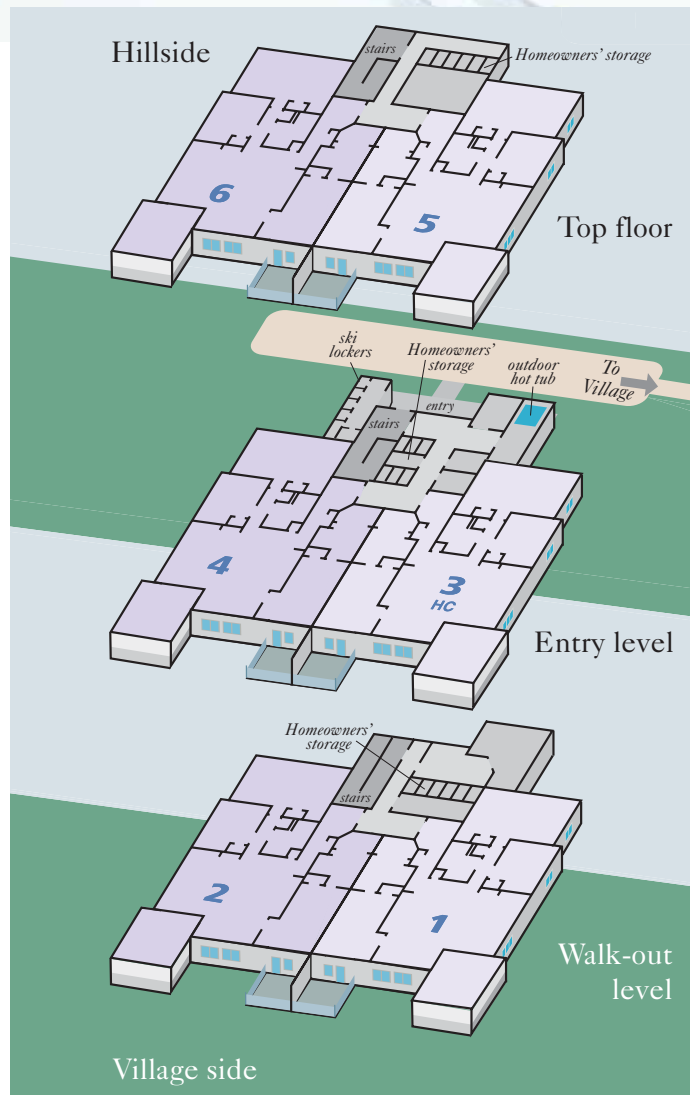 Hillside
stairs
Homeowners' storage
6
5
Top floor
ski
lockers
Homeowners'
storage
outdoor
hot tub
To
Village
entry
stairs
4
3
HC
Entry level
Homeowners'
storage
stairs
2
1
Walk-out
level
Village side